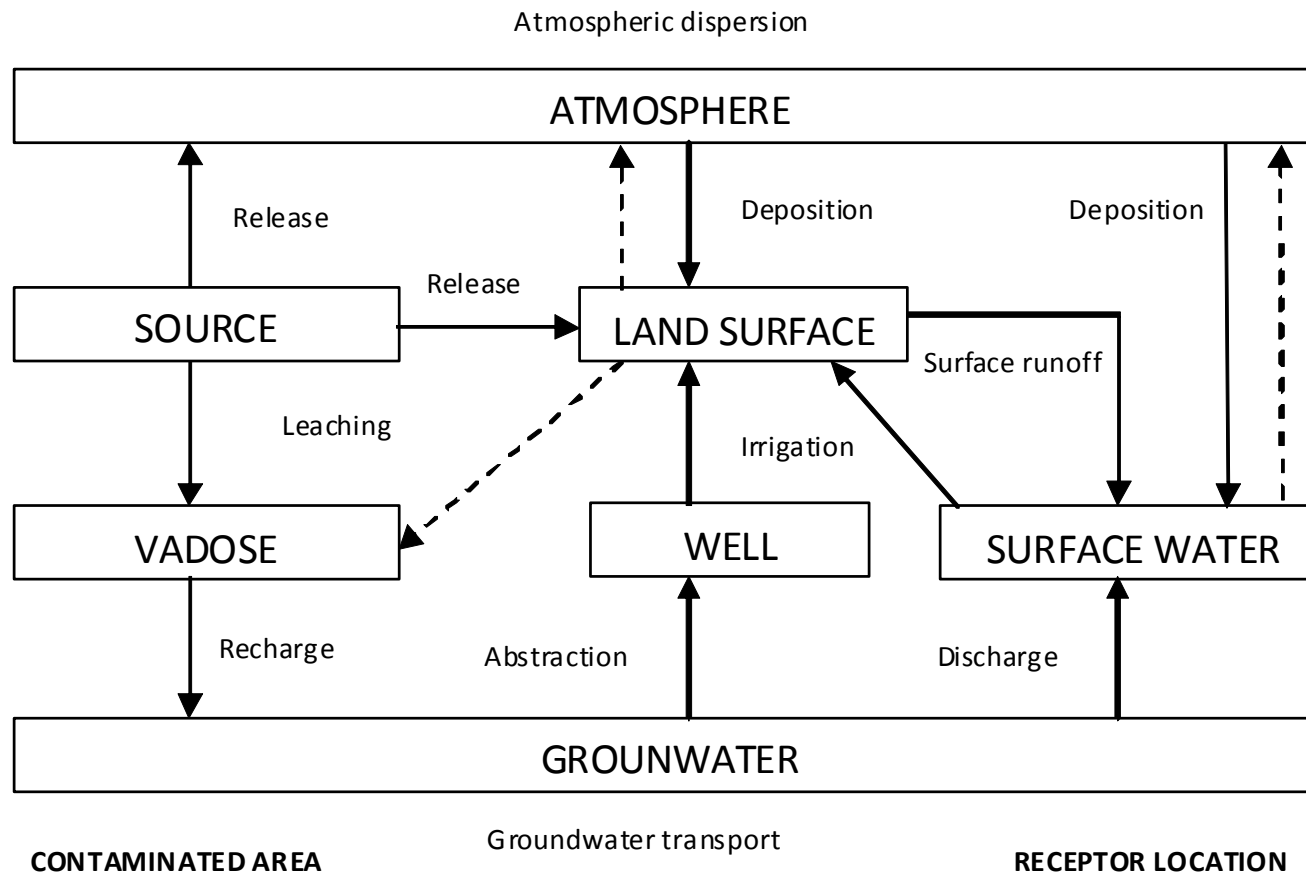 Atmospheric dispersion
ATMOSPHERE
Release
Deposition
Deposition
Release
SOURCE
LAND SURFACE
Surface runoff
Leaching
Irrigation
VADOSE
WELL
SURFACE WATER
Recharge
Abstraction
Discharge
GROUNWATER
Groundwater transport
CONTAMINATED AREA
RECEPTOR LOCATION